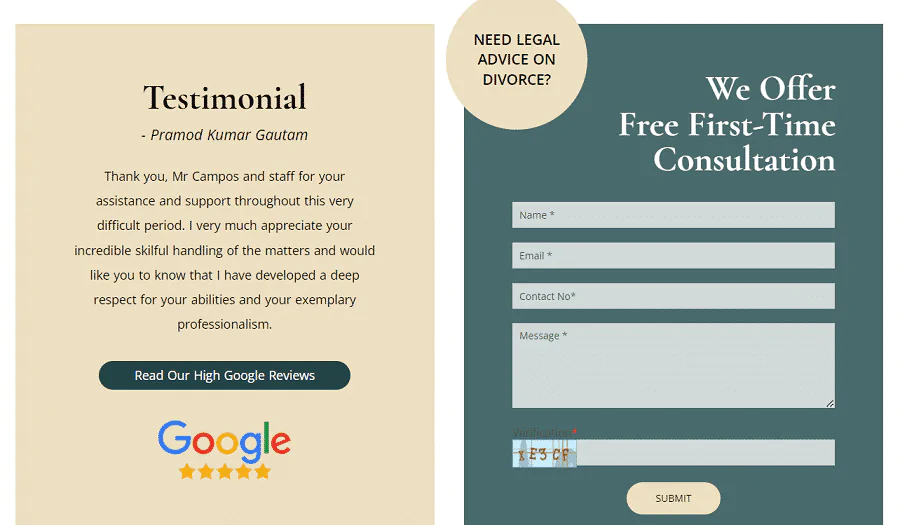 Testimonial
- Pramod Kumar Gautam
Thank you, Mr Campos and staff for your
assistance and support throughout this very
difficult period. I very much appreciate your
incredible skilful handling of the matters and would
like you to know that I have developed a deep
respect for your abilities and your exemplary
professionalism.
Read Our High Google Reviews
Google
NEED LEGAL
ADVICE ON
DIVORCE?
We Offer
Free First-Time
Consultation
Name *
Email *
Contact No*
Message *
Verification*
x E3 CF
SUBMIT